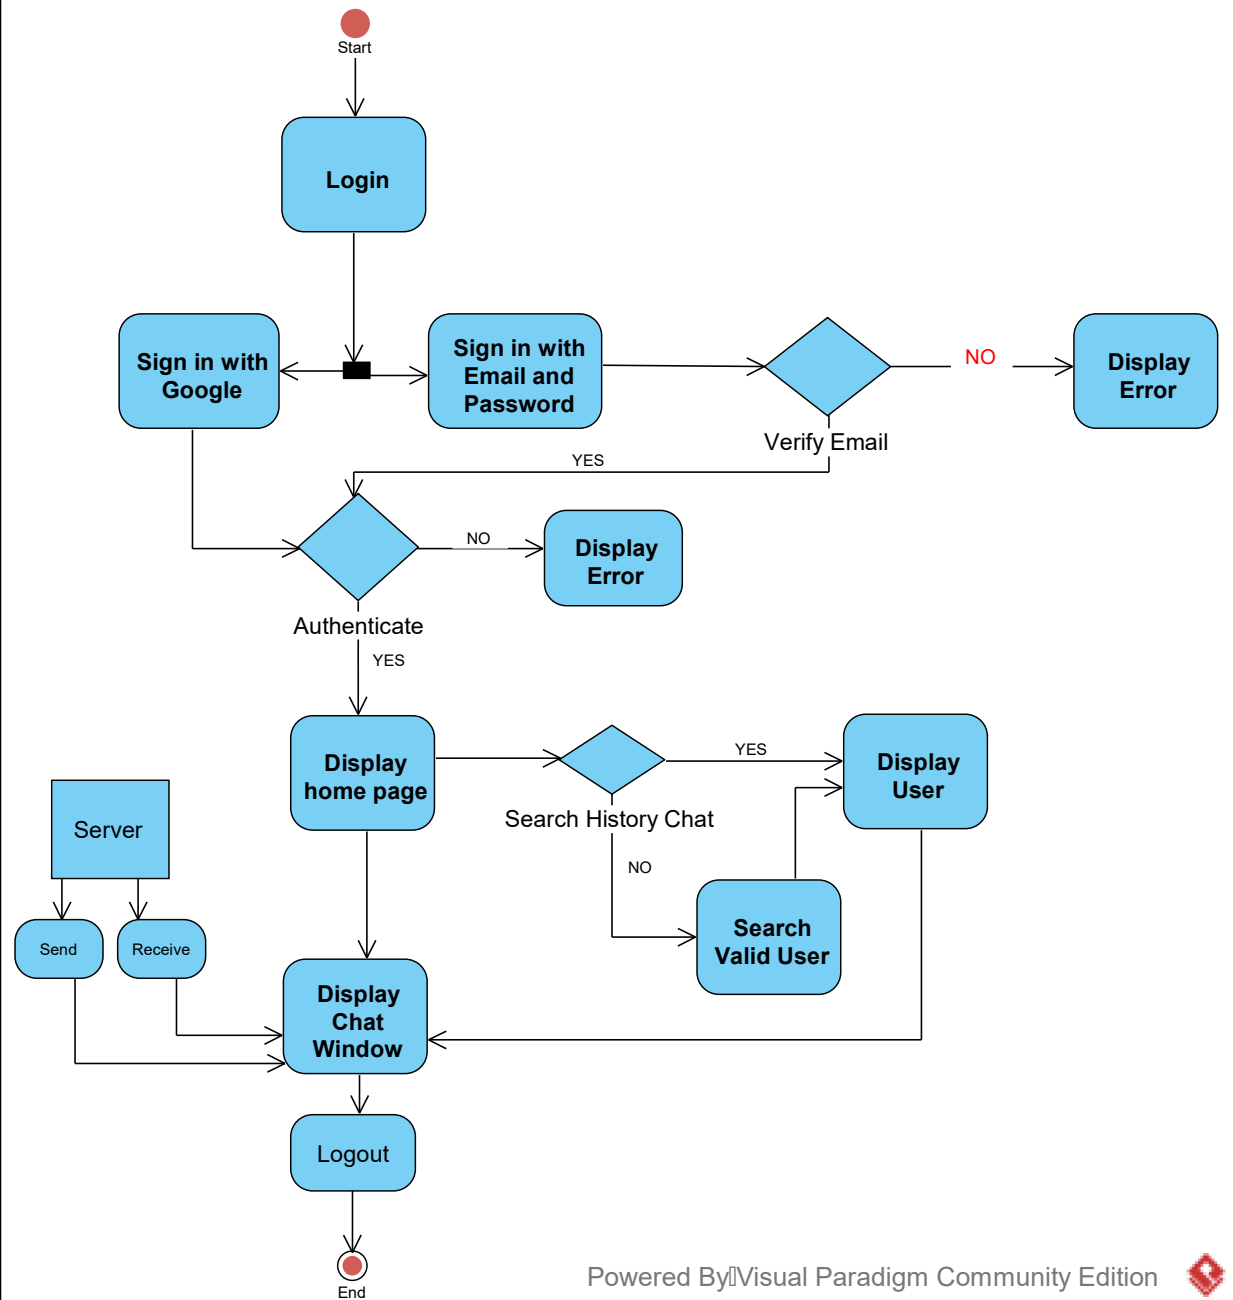 Start
Login
Sign in with
Google
Sign in with
Email and
Password
NO
Display
Error
Verify Email
YES
NO
Display
Error
Authenticate
YES
Display
home page
YES
Display
User
Search History Chat
NO
Server
Search
Valid User
Send
Receive
Display
Chat
Window
Logout
End
Powered By Visual Paradigm Community Edition